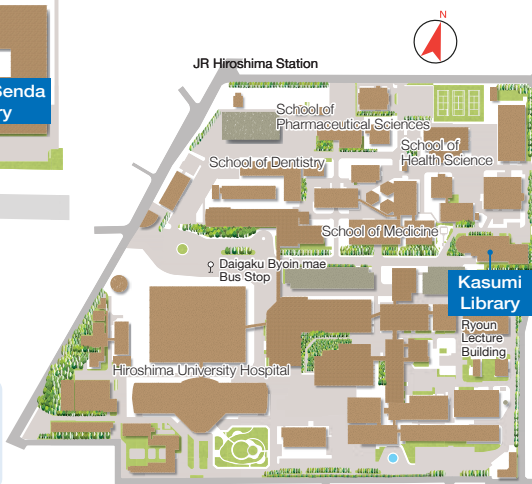 N
JR Hiroshima Station
Senda
ry
School of
Pharmaceutical Sciences
School of
Health Science
School of Dentistry
School of Medicine
Daigaku Byoin mae
Bus Stop
Kasumi
Library
Ryoun
Lecture
Building
Hiroshima University Hospital